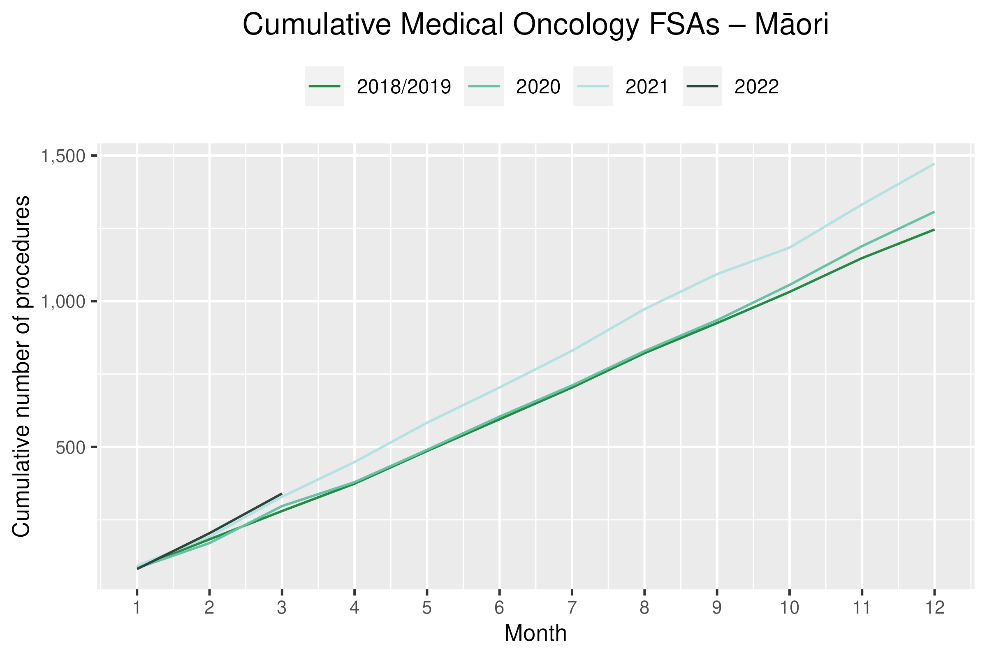 Cumulative Medical Oncology FSAs – Māori
2018/2019 2020 2021 2022
Cumulative number of procedures
1,500
1,000
500
1 2 3 4 5 6 7 8 9 10 11 12
Month